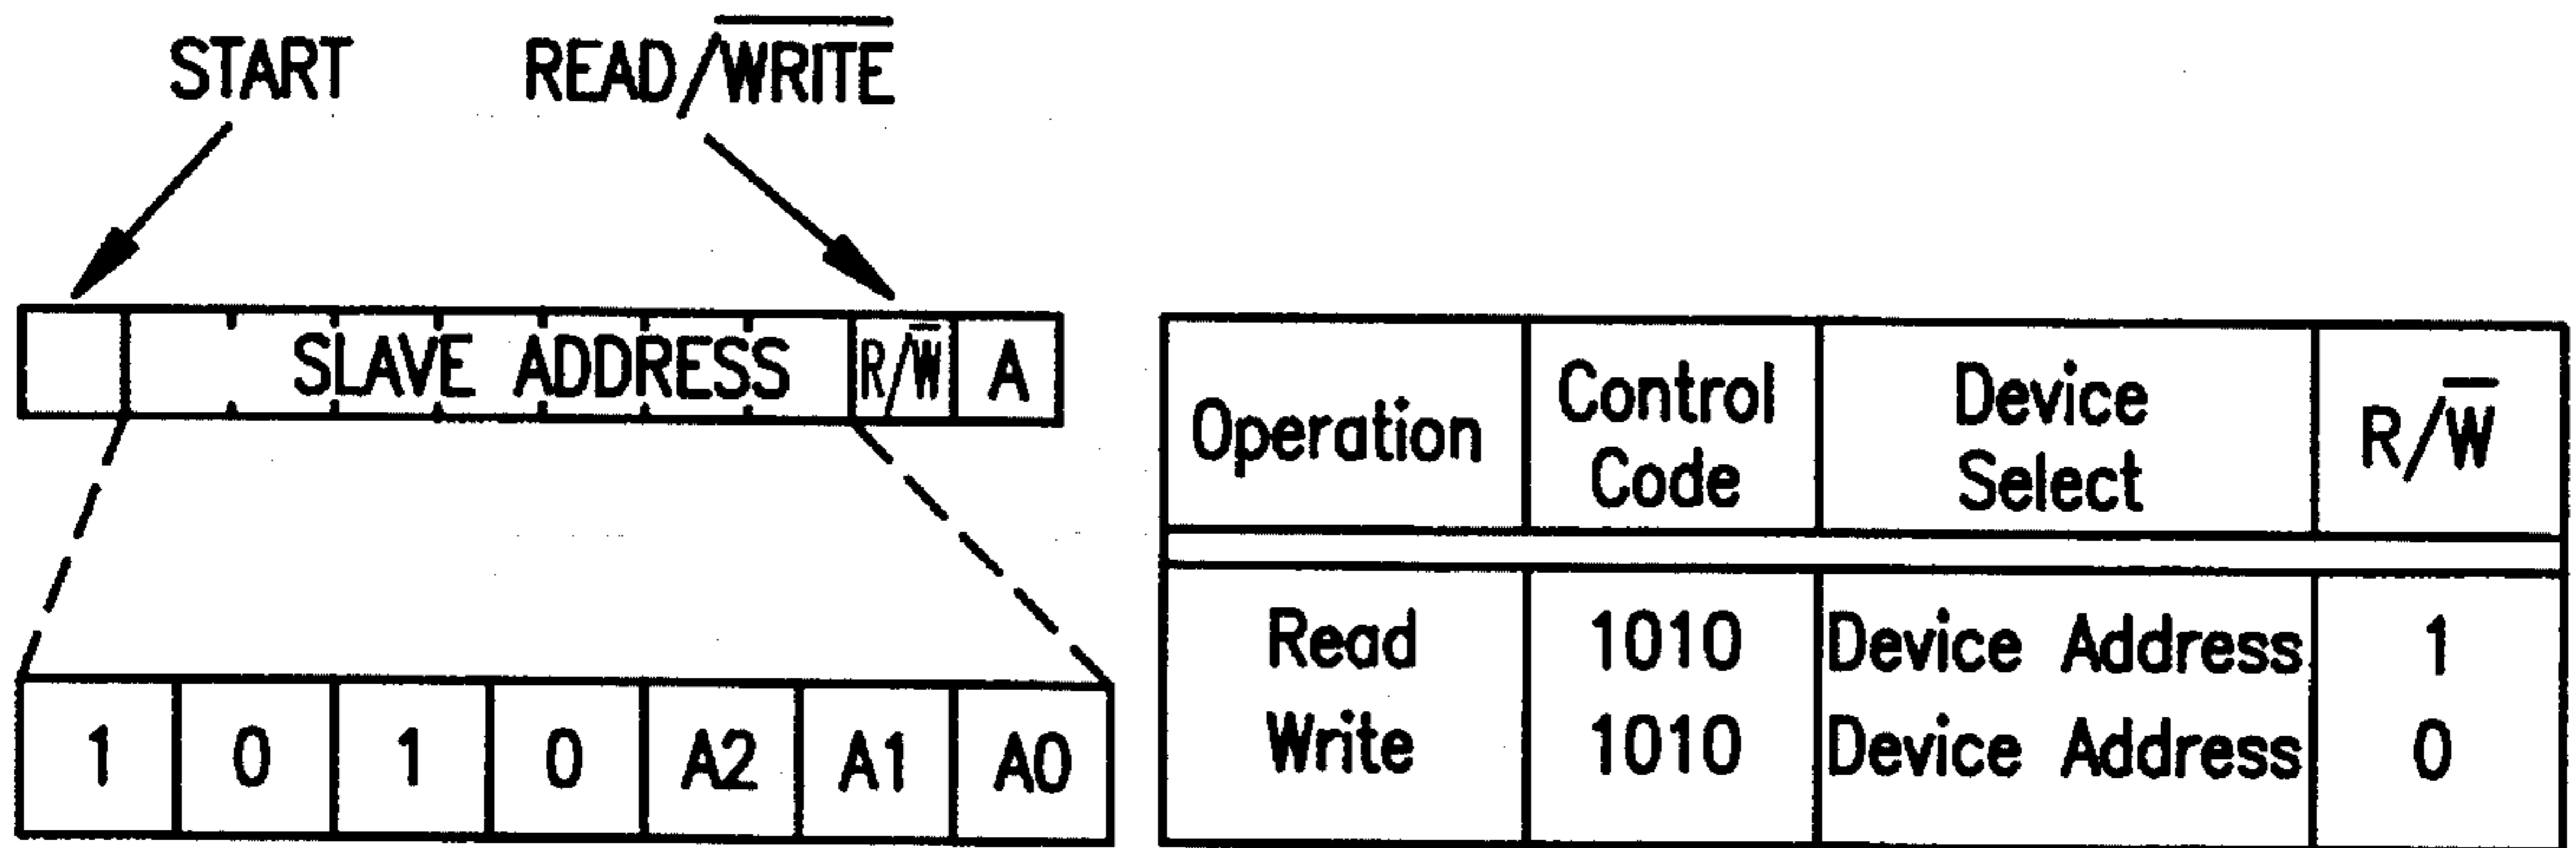 START READ/W̅R̅I̅T̅E̅
SLAVE ADDRESS R/W̅ A
1 0 1 0 A2 A1 A0
Operation Control Code Device Select R/W̅
Read 1010 Device Address 1
Write 1010 Device Address 0